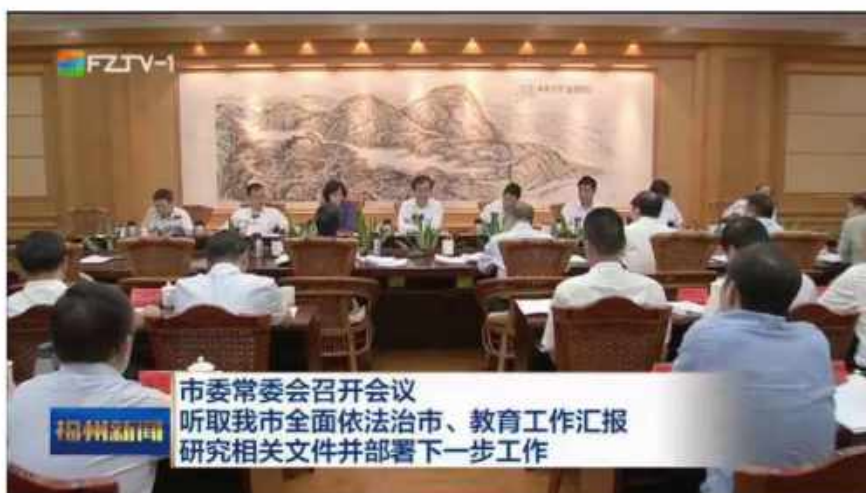 FZTV-1
市委常委会召开会议
听取我市全面依法治市、教育工作汇报
研究相关文件并部署下一步工作
福州新闻